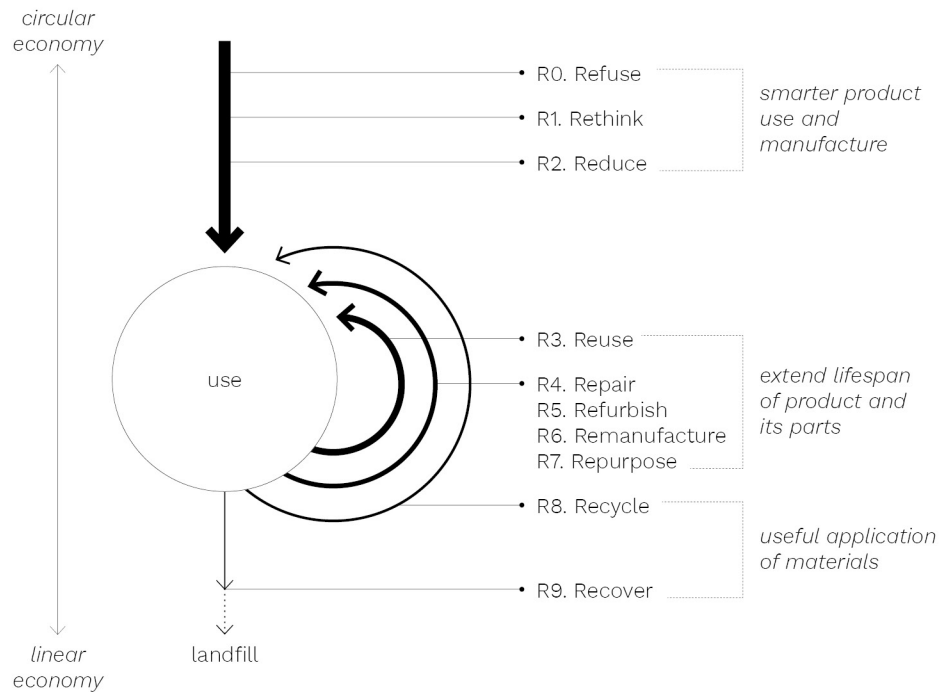 circular
economy
R0. Refuse
R1. Rethink
R2. Reduce
smarter product
use and
manufacture
use
R3. Reuse
R4. Repair
R5. Refurbish
R6. Remanufacture
R7. Repurpose
extend lifespan
of product and
its parts
R8. Recycle
R9. Recover
useful application
of materials
landfill
linear
economy